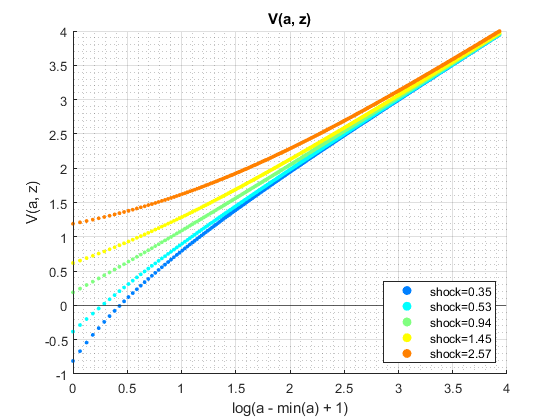 V(a, z)
4
3.5
3
2.5
2
1.5
1
0.5
0
-0.5
-1
V(a, z)
shock=0.35
shock=0.53
shock=0.94
shock=1.45
shock=2.57
0 0.5 1 1.5 2 2.5 3 3.5 4
log(a - min(a) + 1)